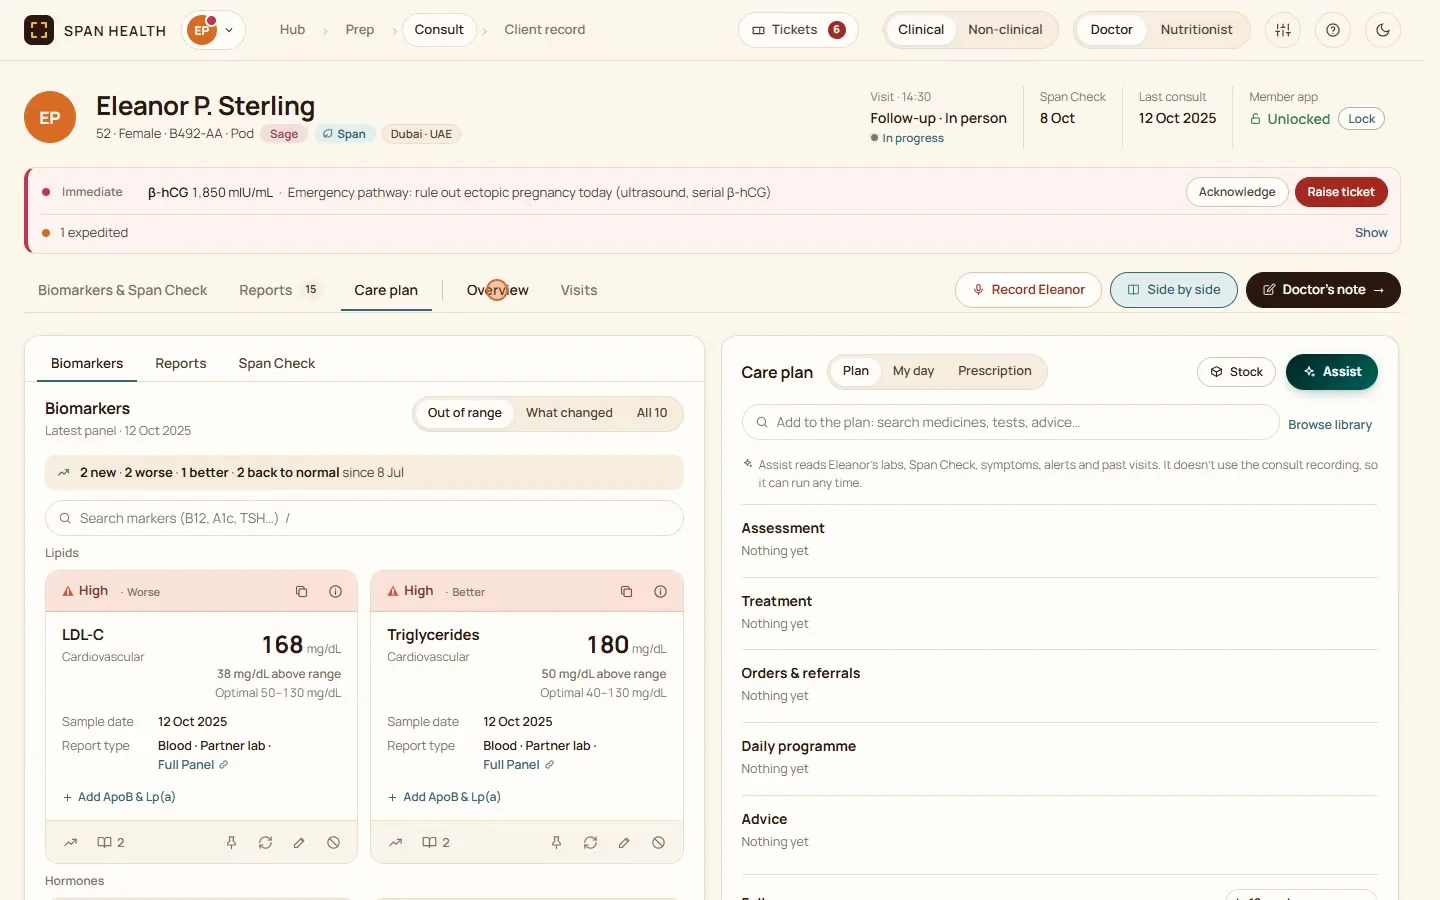 SPAN HEALTH
EP
Hub
Prep
Consult
Client record
Tickets 6
Clinical
Non-clinical
Doctor
Nutritionist
EP
Eleanor P. Sterling
52 · Female · B492-AA · Pod Sage Span Dubai · UAE
Visit · 14:30
Follow-up · In person
In progress
Span Check
8 Oct
Last consult
12 Oct 2025
Member app
Unlocked Lock
Immediate β-hCG 1,850 mIU/mL · Emergency pathway: rule out ectopic pregnancy today (ultrasound, serial β-hCG) Acknowledge Raise ticket
1 expedited Show
Biomarkers & Span Check
Reports 15
Care plan
Overview
Visits
Record Eleanor
Side by side
Doctor's note →
Biomarkers
Reports
Span Check
Biomarkers
Latest panel · 12 Oct 2025
Out of range
What changed
All 10
2 new · 2 worse · 1 better · 2 back to normal since 8 Jul
Search markers (B12, A1c, TSH...) /
Lipids
High · Worse
LDL-C
Cardiovascular
168 mg/dL
38 mg/dL above range
Optimal 50–130 mg/dL
Sample date 12 Oct 2025
Report type Blood · Partner lab ·
Full Panel
+ Add ApoB & Lp(a)
2
High · Better
Triglycerides
Cardiovascular
180 mg/dL
50 mg/dL above range
Optimal 40–130 mg/dL
Sample date 12 Oct 2025
Report type Blood · Partner lab ·
Full Panel
+ Add ApoB & Lp(a)
2
Hormones
Care plan
Plan
My day
Prescription
Stock
Assist
Add to the plan: search medicines, tests, advice...
Browse library
Assist reads Eleanor's labs, Span Check, symptoms, alerts and past visits. It doesn't use the consult recording, so
it can run any time.
Assessment
Nothing yet
Treatment
Nothing yet
Orders & referrals
Nothing yet
Daily programme
Nothing yet
Advice
Nothing yet